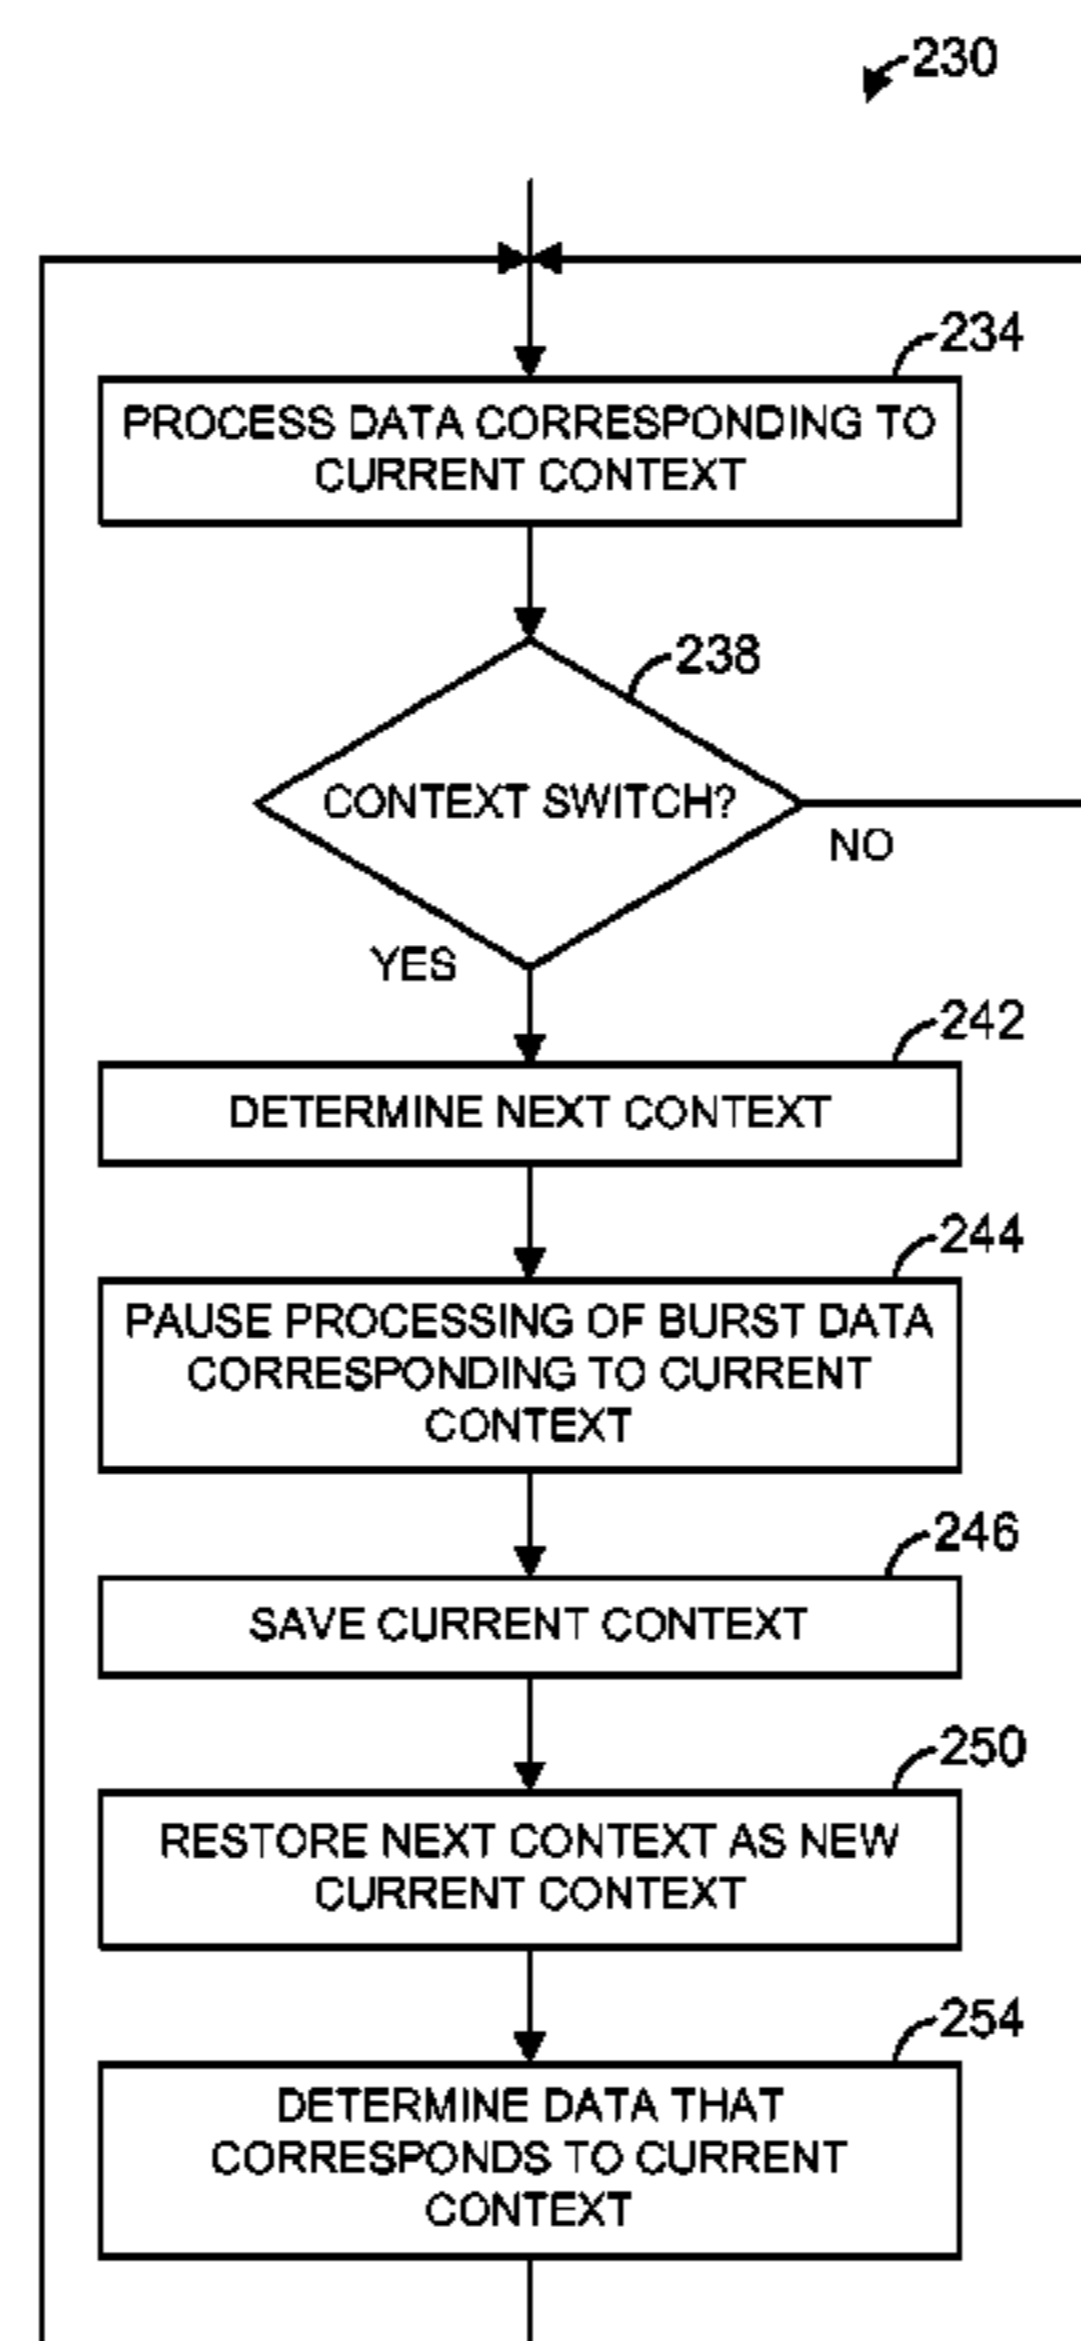 230
234
PROCESS DATA CORRESPONDING TO
CURRENT CONTEXT
238
CONTEXT SWITCH?
NO
YES
242
DETERMINE NEXT CONTEXT
244
PAUSE PROCESSING OF BURST DATA
CORRESPONDING TO CURRENT
CONTEXT
246
SAVE CURRENT CONTEXT
250
RESTORE NEXT CONTEXT AS NEW
CURRENT CONTEXT
254
DETERMINE DATA THAT
CORRESPONDS TO CURRENT
CONTEXT